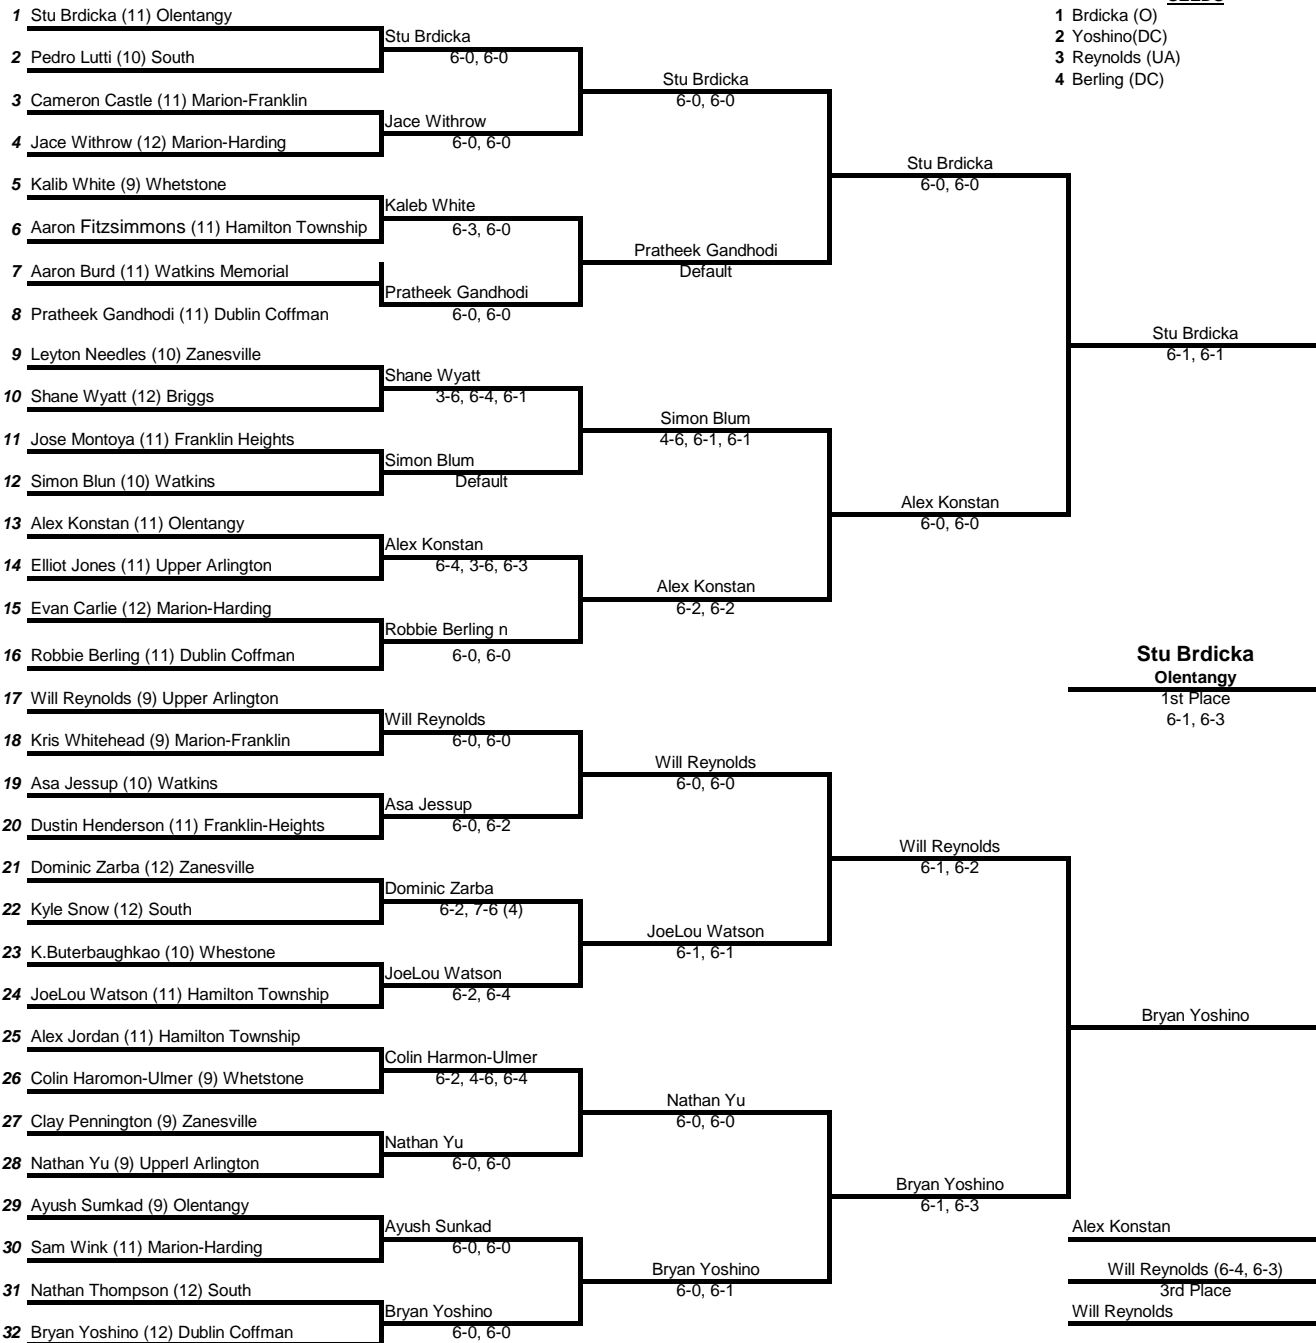 SEEDS
1 Brdicka (O)
2 Yoshino(DC)
3 Reynolds (UA)
4 Berling (DC)
1 Stu Brdicka (11) Olentangy
2 Pedro Lutti (10) South
3 Cameron Castle (11) Marion-Franklin
4 Jace Withrow (12) Marion-Harding
5 Kalib White (9) Whetstone
6 Aaron Fitzsimmons (11) Hamilton Township
7 Aaron Burd (11) Watkins Memorial
8 Pratheek Gandhodi (11) Dublin Coffman
9 Leyton Needles (10) Zanesville
10 Shane Wyatt (12) Briggs
11 Jose Montoya (11) Franklin Heights
12 Simon Blun (10) Watkins
13 Alex Konstan (11) Olentangy
14 Elliot Jones (11) Upper Arlington
15 Evan Carlie (12) Marion-Harding
16 Robbie Berling (11) Dublin Coffman
17 Will Reynolds (9) Upper Arlington
18 Kris Whitehead (9) Marion-Franklin
19 Asa Jessup (10) Watkins
20 Dustin Henderson (11) Franklin-Heights
21 Dominic Zarba (12) Zanesville
22 Kyle Snow (12) South
23 K.Buterbaughkao (10) Whestone
24 JoeLou Watson (11) Hamilton Township
25 Alex Jordan (11) Hamilton Township
26 Colin Haromon-Ulmer (9) Whetstone
27 Clay Pennington (9) Zanesville
28 Nathan Yu (9) Upperl Arlington
29 Ayush Sumkad (9) Olentangy
30 Sam Wink (11) Marion-Harding
31 Nathan Thompson (12) South
32 Bryan Yoshino (12) Dublin Coffman
Stu Brdicka
6-0, 6-0
Jace Withrow
6-0, 6-0
Kaleb White
6-3, 6-0
Pratheek Gandhodi
6-0, 6-0
Shane Wyatt
3-6, 6-4, 6-1
Simon Blum
Default
Alex Konstan
6-4, 3-6, 6-3
Robbie Berling n
6-0, 6-0
Will Reynolds
6-0, 6-0
Asa Jessup
6-0, 6-2
Dominic Zarba
6-2, 7-6 (4)
JoeLou Watson
6-2, 6-4
Colin Harmon-Ulmer
6-2, 4-6, 6-4
Nathan Yu
6-0, 6-0
Ayush Sunkad
6-0, 6-0
Bryan Yoshino
6-0, 6-0
Stu Brdicka
6-0, 6-0
Pratheek Gandhodi
Default
Simon Blum
4-6, 6-1, 6-1
Alex Konstan
6-2, 6-2
Will Reynolds
6-0, 6-0
JoeLou Watson
6-1, 6-1
Nathan Yu
6-0, 6-0
Bryan Yoshino
6-0, 6-1
Stu Brdicka
6-0, 6-0
Alex Konstan
6-0, 6-0
Will Reynolds
6-1, 6-2
Bryan Yoshino
6-1, 6-3
Stu Brdicka
6-1, 6-1
Stu Brdicka
Olentangy
1st Place
6-1, 6-3
Bryan Yoshino
Alex Konstan
Will Reynolds (6-4, 6-3)
3rd Place
Will Reynolds